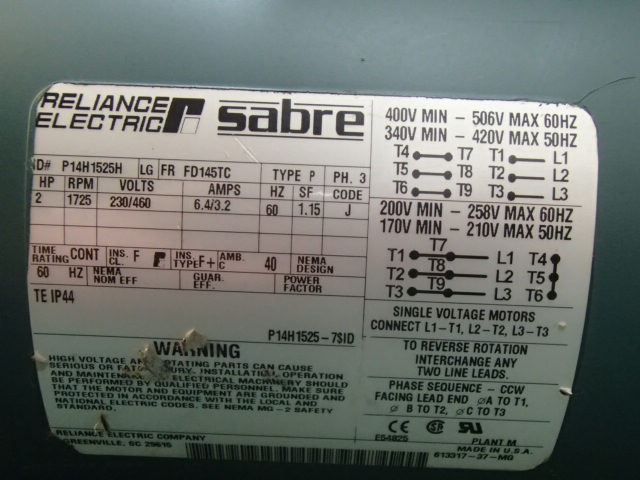 RELIANCE ELECTRIC sabre
ND# P14H1525H LG FR FD145TC TYPE P PH. 3
HP RPM VOLTS AMPS HZ SF CODE
2 1725 230/460 6.4/3.2 60 1.15 J
TIME RATING CONT INS. CL. F INS. TYPE F+ AMB. C 40 NEMA DESIGN
60 HZ NEMA NOM EFF GUAR. EFF. POWER FACTOR
TE IP44
P14H1525-7$ID
WARNING
HIGH VOLTAGE AND ROTATING PARTS CAN CAUSE
SERIOUS OR FATAL INJURY. INSTALLATION, OPERATION
AND MAINTENANCE OF ELECTRICAL MACHINERY SHOULD
BE PERFORMED BY QUALIFIED PERSONNEL. MAKE SURE
THAT THE MOTOR AND EQUIPMENT ARE GROUNDED AND
PROTECTED IN ACCORDANCE WITH THE LOCAL AND
NATIONAL ELECTRIC CODES. SEE NEMA MG-2 SAFETY
STANDARD.
RELIANCE ELECTRIC COMPANY
GREENVILLE, SC 29615
400V MIN – 506V MAX 60HZ
340V MIN – 420V MAX 50HZ
T4 T7 T1 L1
T5 T8 T2 L2
T6 T9 T3 L3
200V MIN – 258V MAX 60HZ
170V MIN – 210V MAX 50HZ
T7
T1 L1 T4
T8
T2 L2 T5
T9
T3 L3 T6
SINGLE VOLTAGE MOTORS
CONNECT L1-T1, L2-T2, L3-T3
TO REVERSE ROTATION
INTERCHANGE ANY
TWO LINE LEADS.
PHASE SEQUENCE - CCW
FACING LEAD END ØA TO T1,
Ø B TO T2, Ø C TO T3
CE SA UL
E54825 PLANT M
MADE IN U.S.A.
613317-37-MG